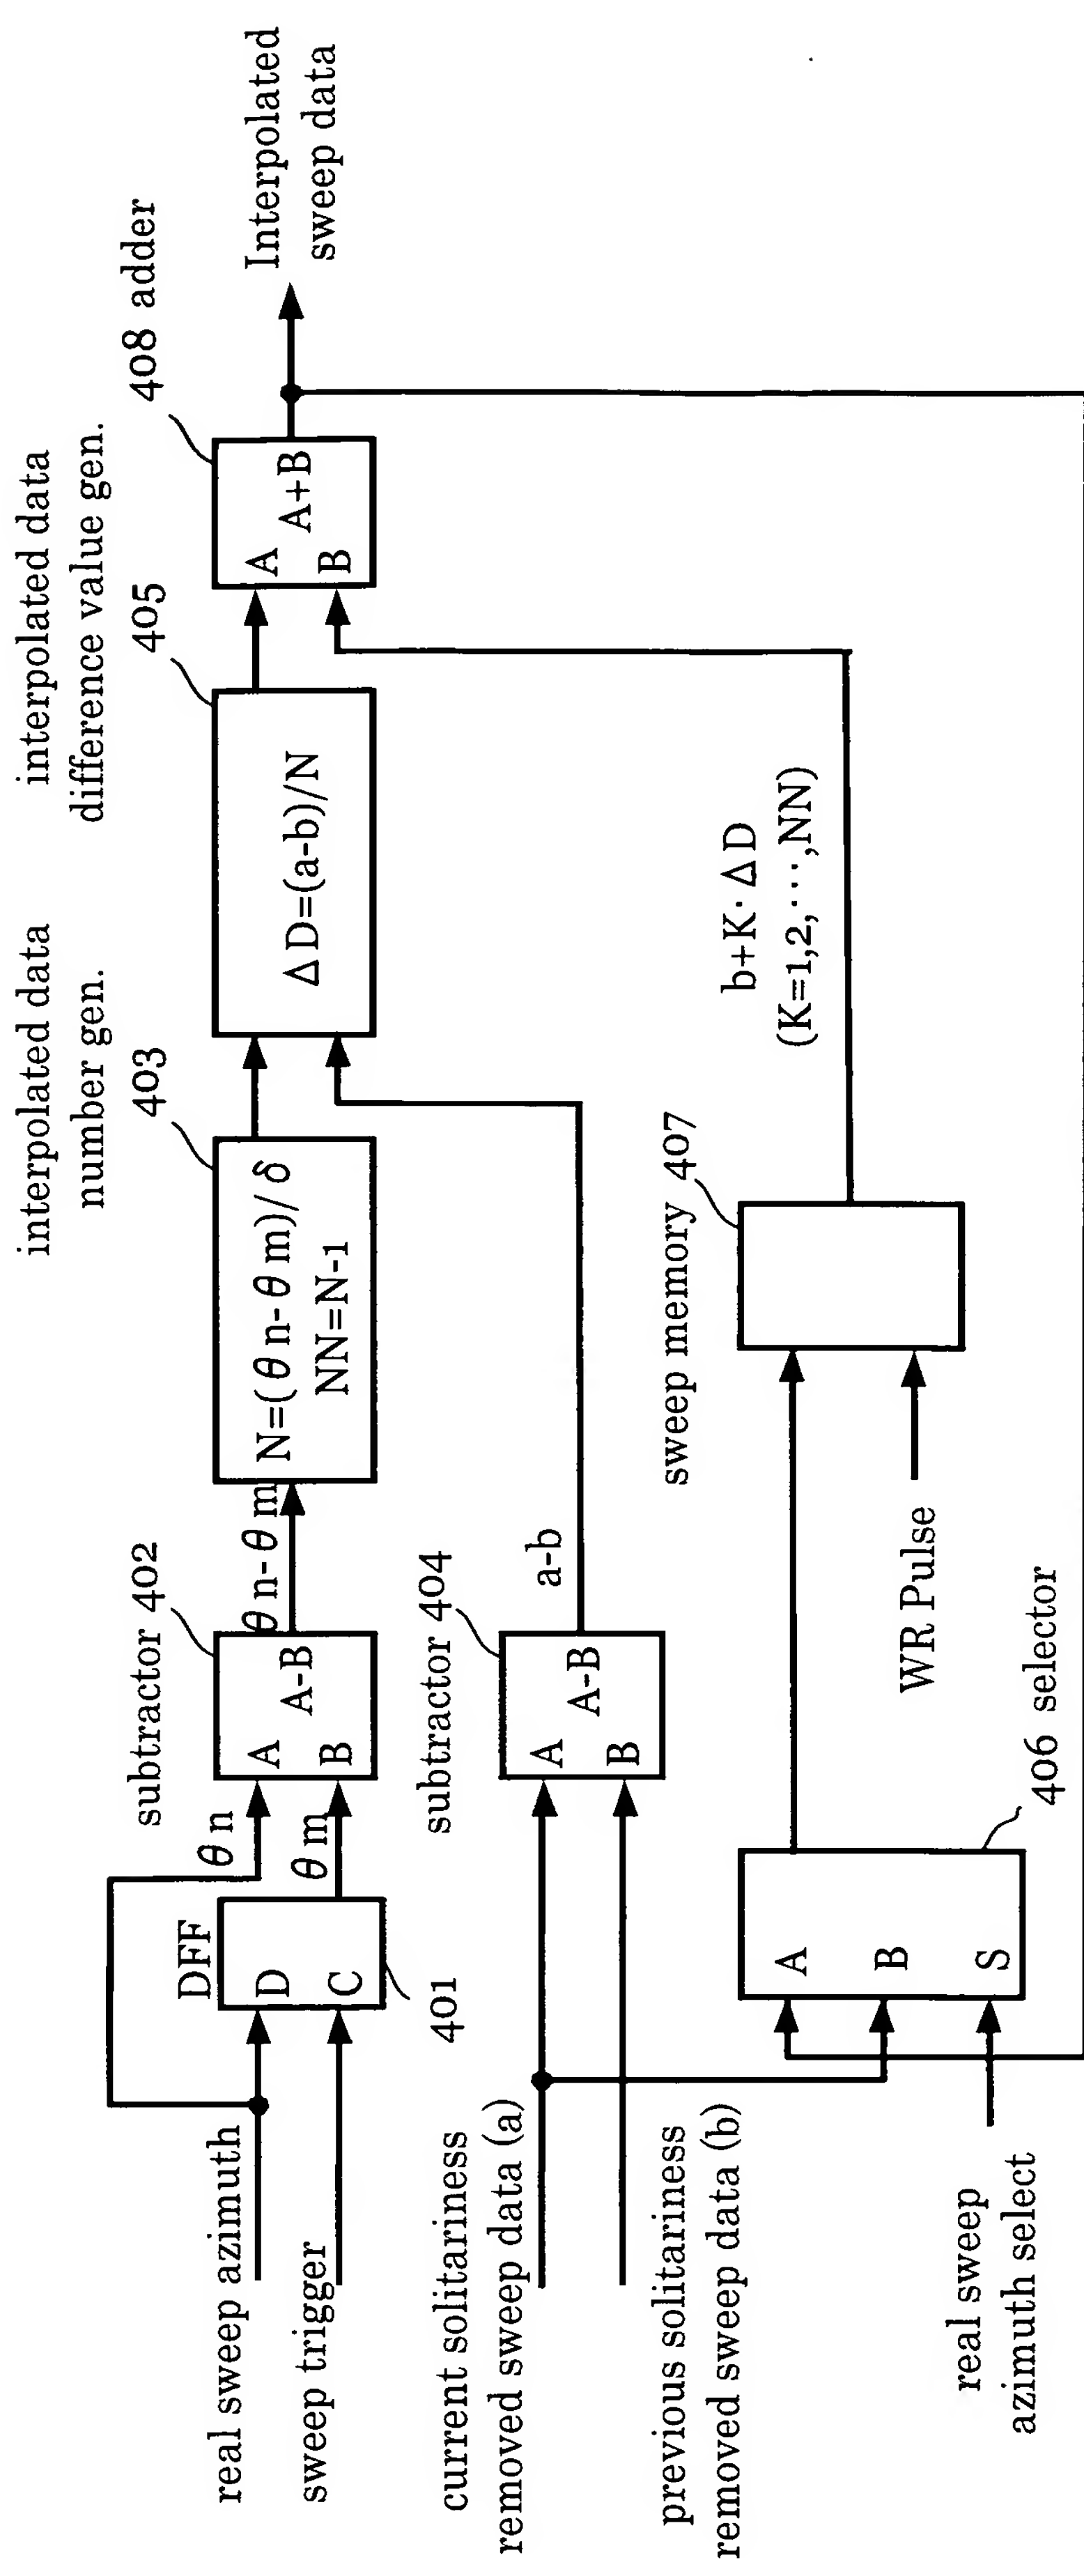 real sweep azimuth
sweep trigger
DFF
D
C
401
θn
θm
subtractor 402
A
A-B
B
θn-θm
interpolated data
number gen.
403
N=(θn-θm)/δ
NN=N-1
interpolated data
difference value gen.
405
ΔD=(a-b)/N
408 adder
A
A+B
B
Interpolated
sweep data
current solitariness
removed sweep data (a)
previous solitariness
removed sweep data (b)
subtractor 404
A
A-B
B
a-b
real sweep
azimuth select
A
B
S
406 selector
WR Pulse
sweep memory 407
b+K·ΔD
(K=1,2,···,NN)